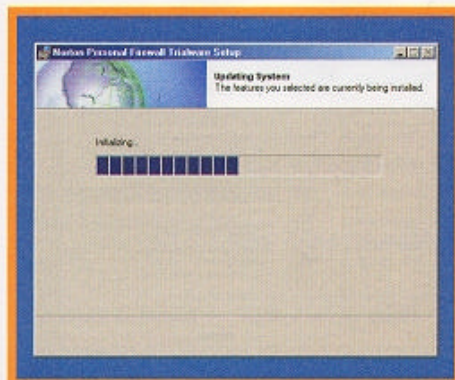 Norton Personal Firewall Trialware Setup
Updating System
The features you selected are currently being installed.
Initializing...